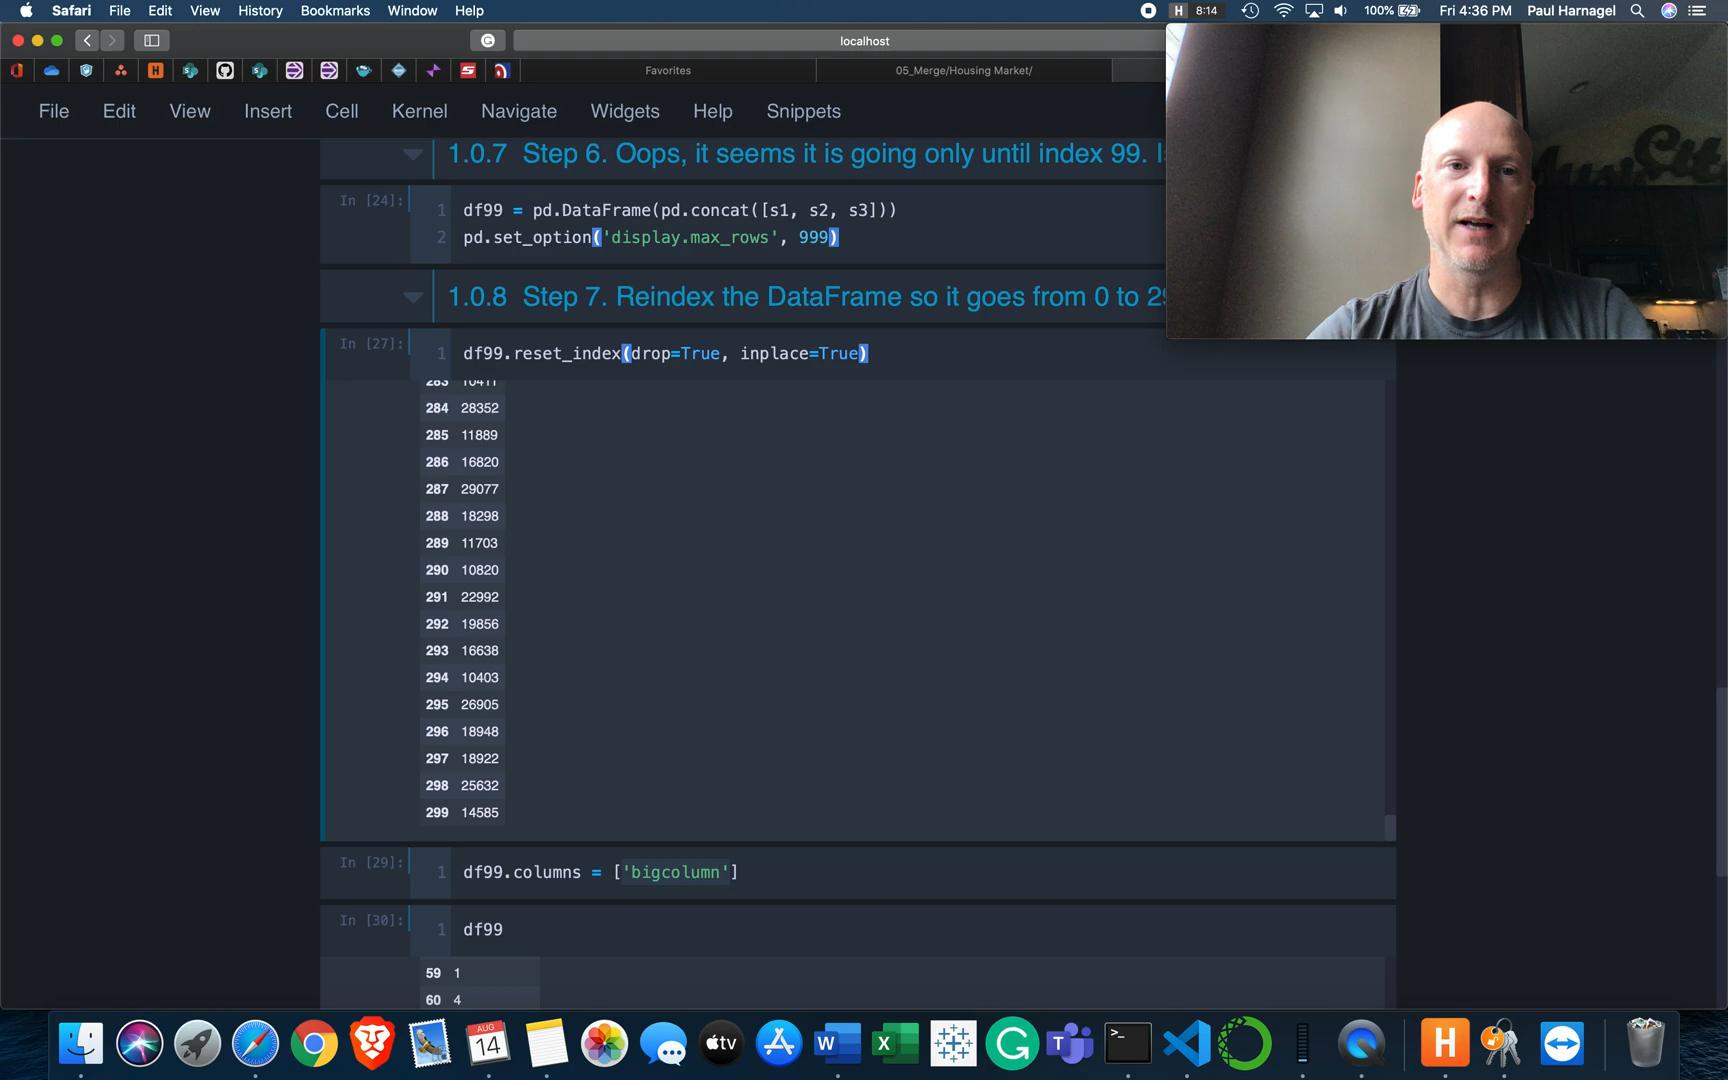 Safari File Edit View History Bookmarks Window Help
H 8:14 100% Fri 4:36 PM Paul Harnagel
localhost
Favorites 05_Merge/Housing Market/
File Edit View Insert Cell Kernel Navigate Widgets Help Snippets
1.0.7 Step 6. Oops, it seems it is going only until index 99.
In [24]:
1 df99 = pd.DataFrame(pd.concat([s1, s2, s3]))
2 pd.set_option('display.max_rows', 999)
1.0.8 Step 7. Reindex the DataFrame so it goes from 0 to
In [27]:
1 df99.reset_index(drop=True, inplace=True)
283 10411
284 28352
285 11889
286 16820
287 29077
288 18298
289 11703
290 10820
291 22992
292 19856
293 16638
294 10403
295 26905
296 18948
297 18922
298 25632
299 14585
In [29]:
1 df99.columns = ['bigcolumn']
In [30]:
1 df99
59 1
60 4
AUG
14
tv
W
X
T
H